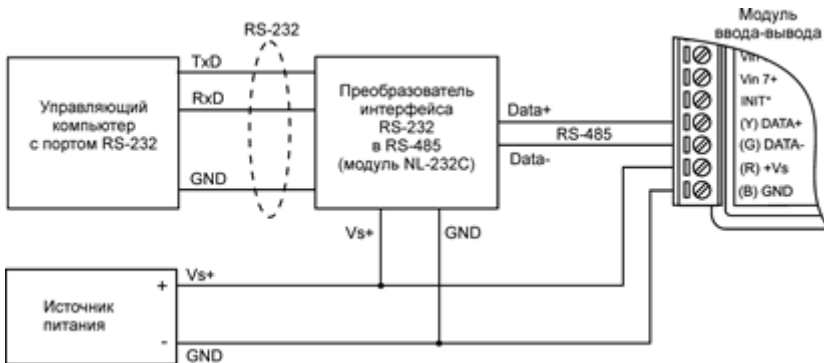 RS-232
Модуль
ввода-вывода
TxD
RxD
GND
Управляющий
компьютер
с портом RS-232
Преобразователь
интерфейса
RS-232
в RS-485
(модуль NL-232C)
Data+
RS-485
Data-
Vin 7+
INIT*
(Y) DATA+
(G) DATA-
(R) +Vs
(B) GND
Vs+
GND
Источник
питания
+
-
Vs+
GND